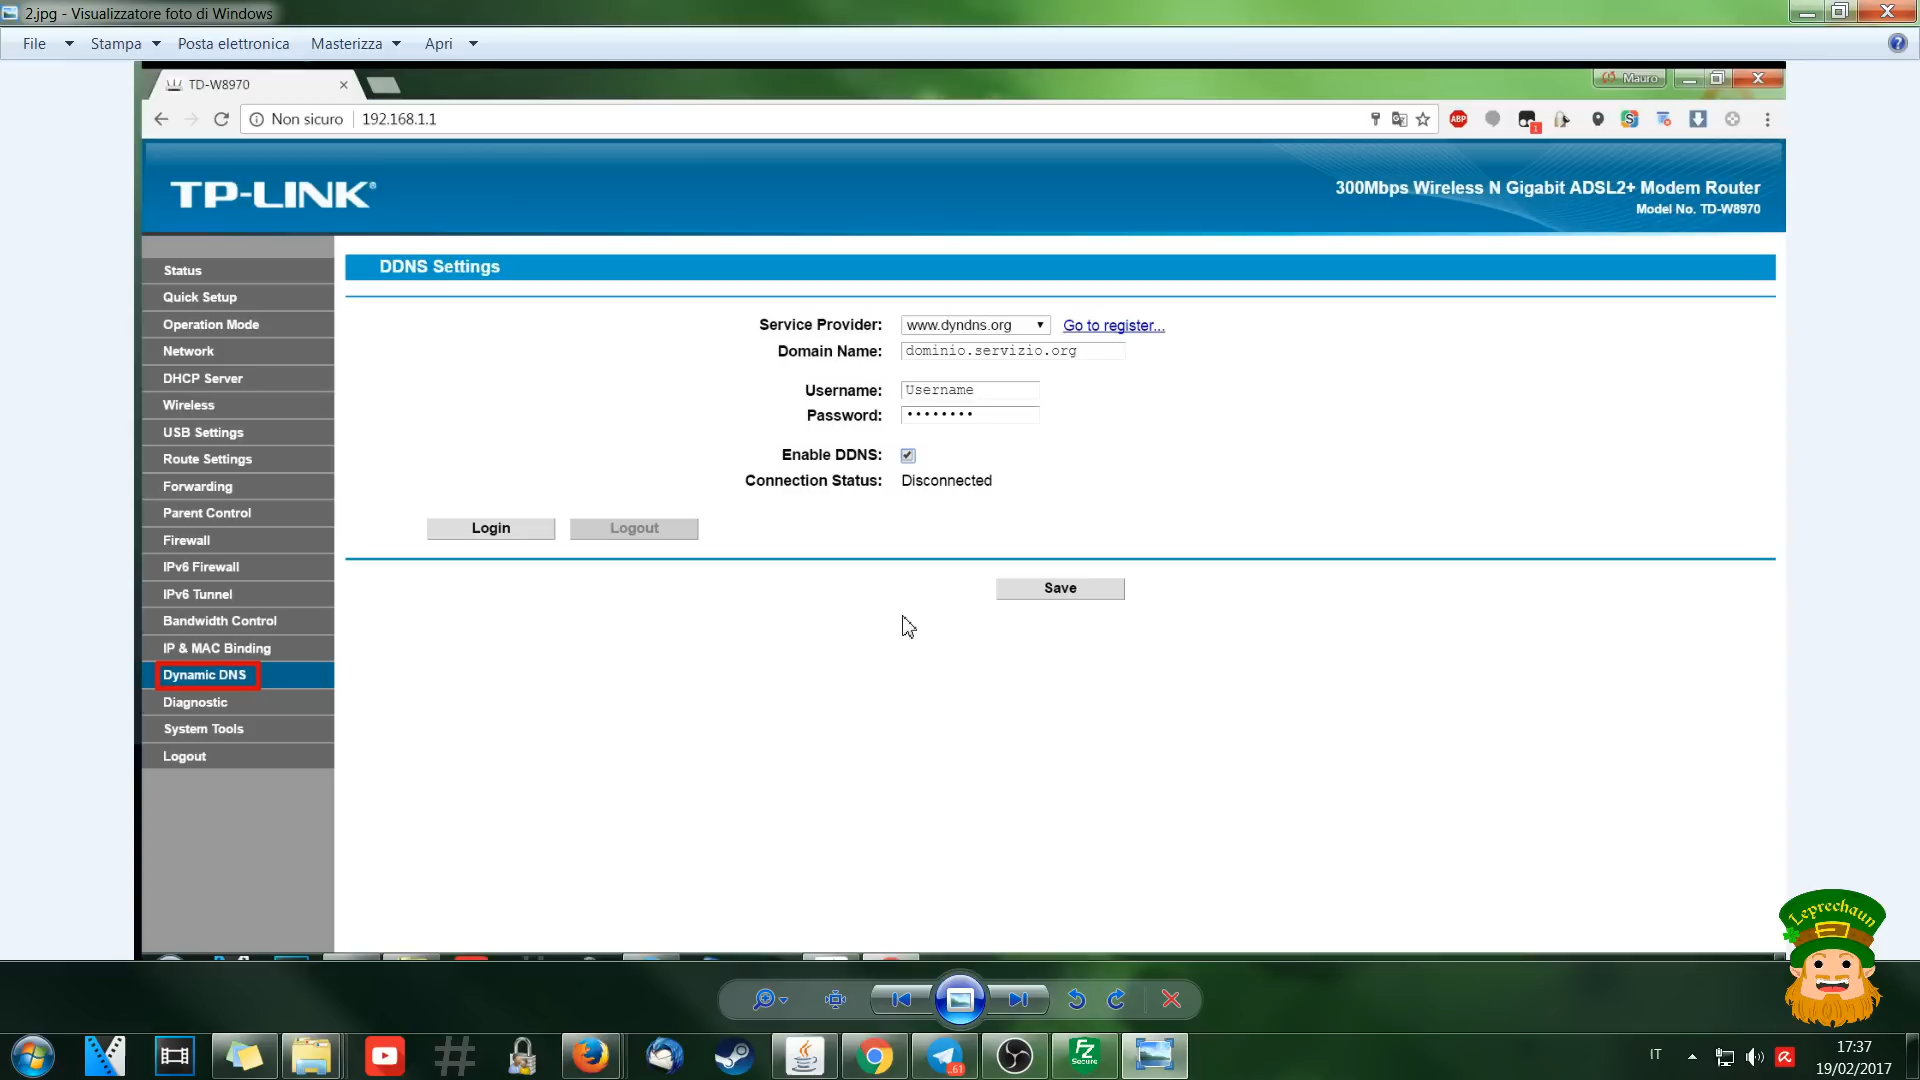 2.jpg - Visualizzatore foto di Windows
File Stampa Posta elettronica Masterizza Apri
TD-W8970
Mauro
Non sicuro 192.168.1.1
ABP
1
TP-LINK®
300Mbps Wireless N Gigabit ADSL2+ Modem Router
Model No. TD-W8970
Status
Quick Setup
Operation Mode
Network
DHCP Server
Wireless
USB Settings
Route Settings
Forwarding
Parent Control
Firewall
IPv6 Firewall
IPv6 Tunnel
Bandwidth Control
IP & MAC Binding
Dynamic DNS
Diagnostic
System Tools
Logout
DDNS Settings
Service Provider: www.dyndns.org Go to register...
Domain Name: dominio.servizio.org
Username: Username
Password: ••••••••
Enable DDNS:
Connection Status: Disconnected
Login Logout
Save
Leprechaun
FZ
Secure
61
IT
17:37
19/02/2017